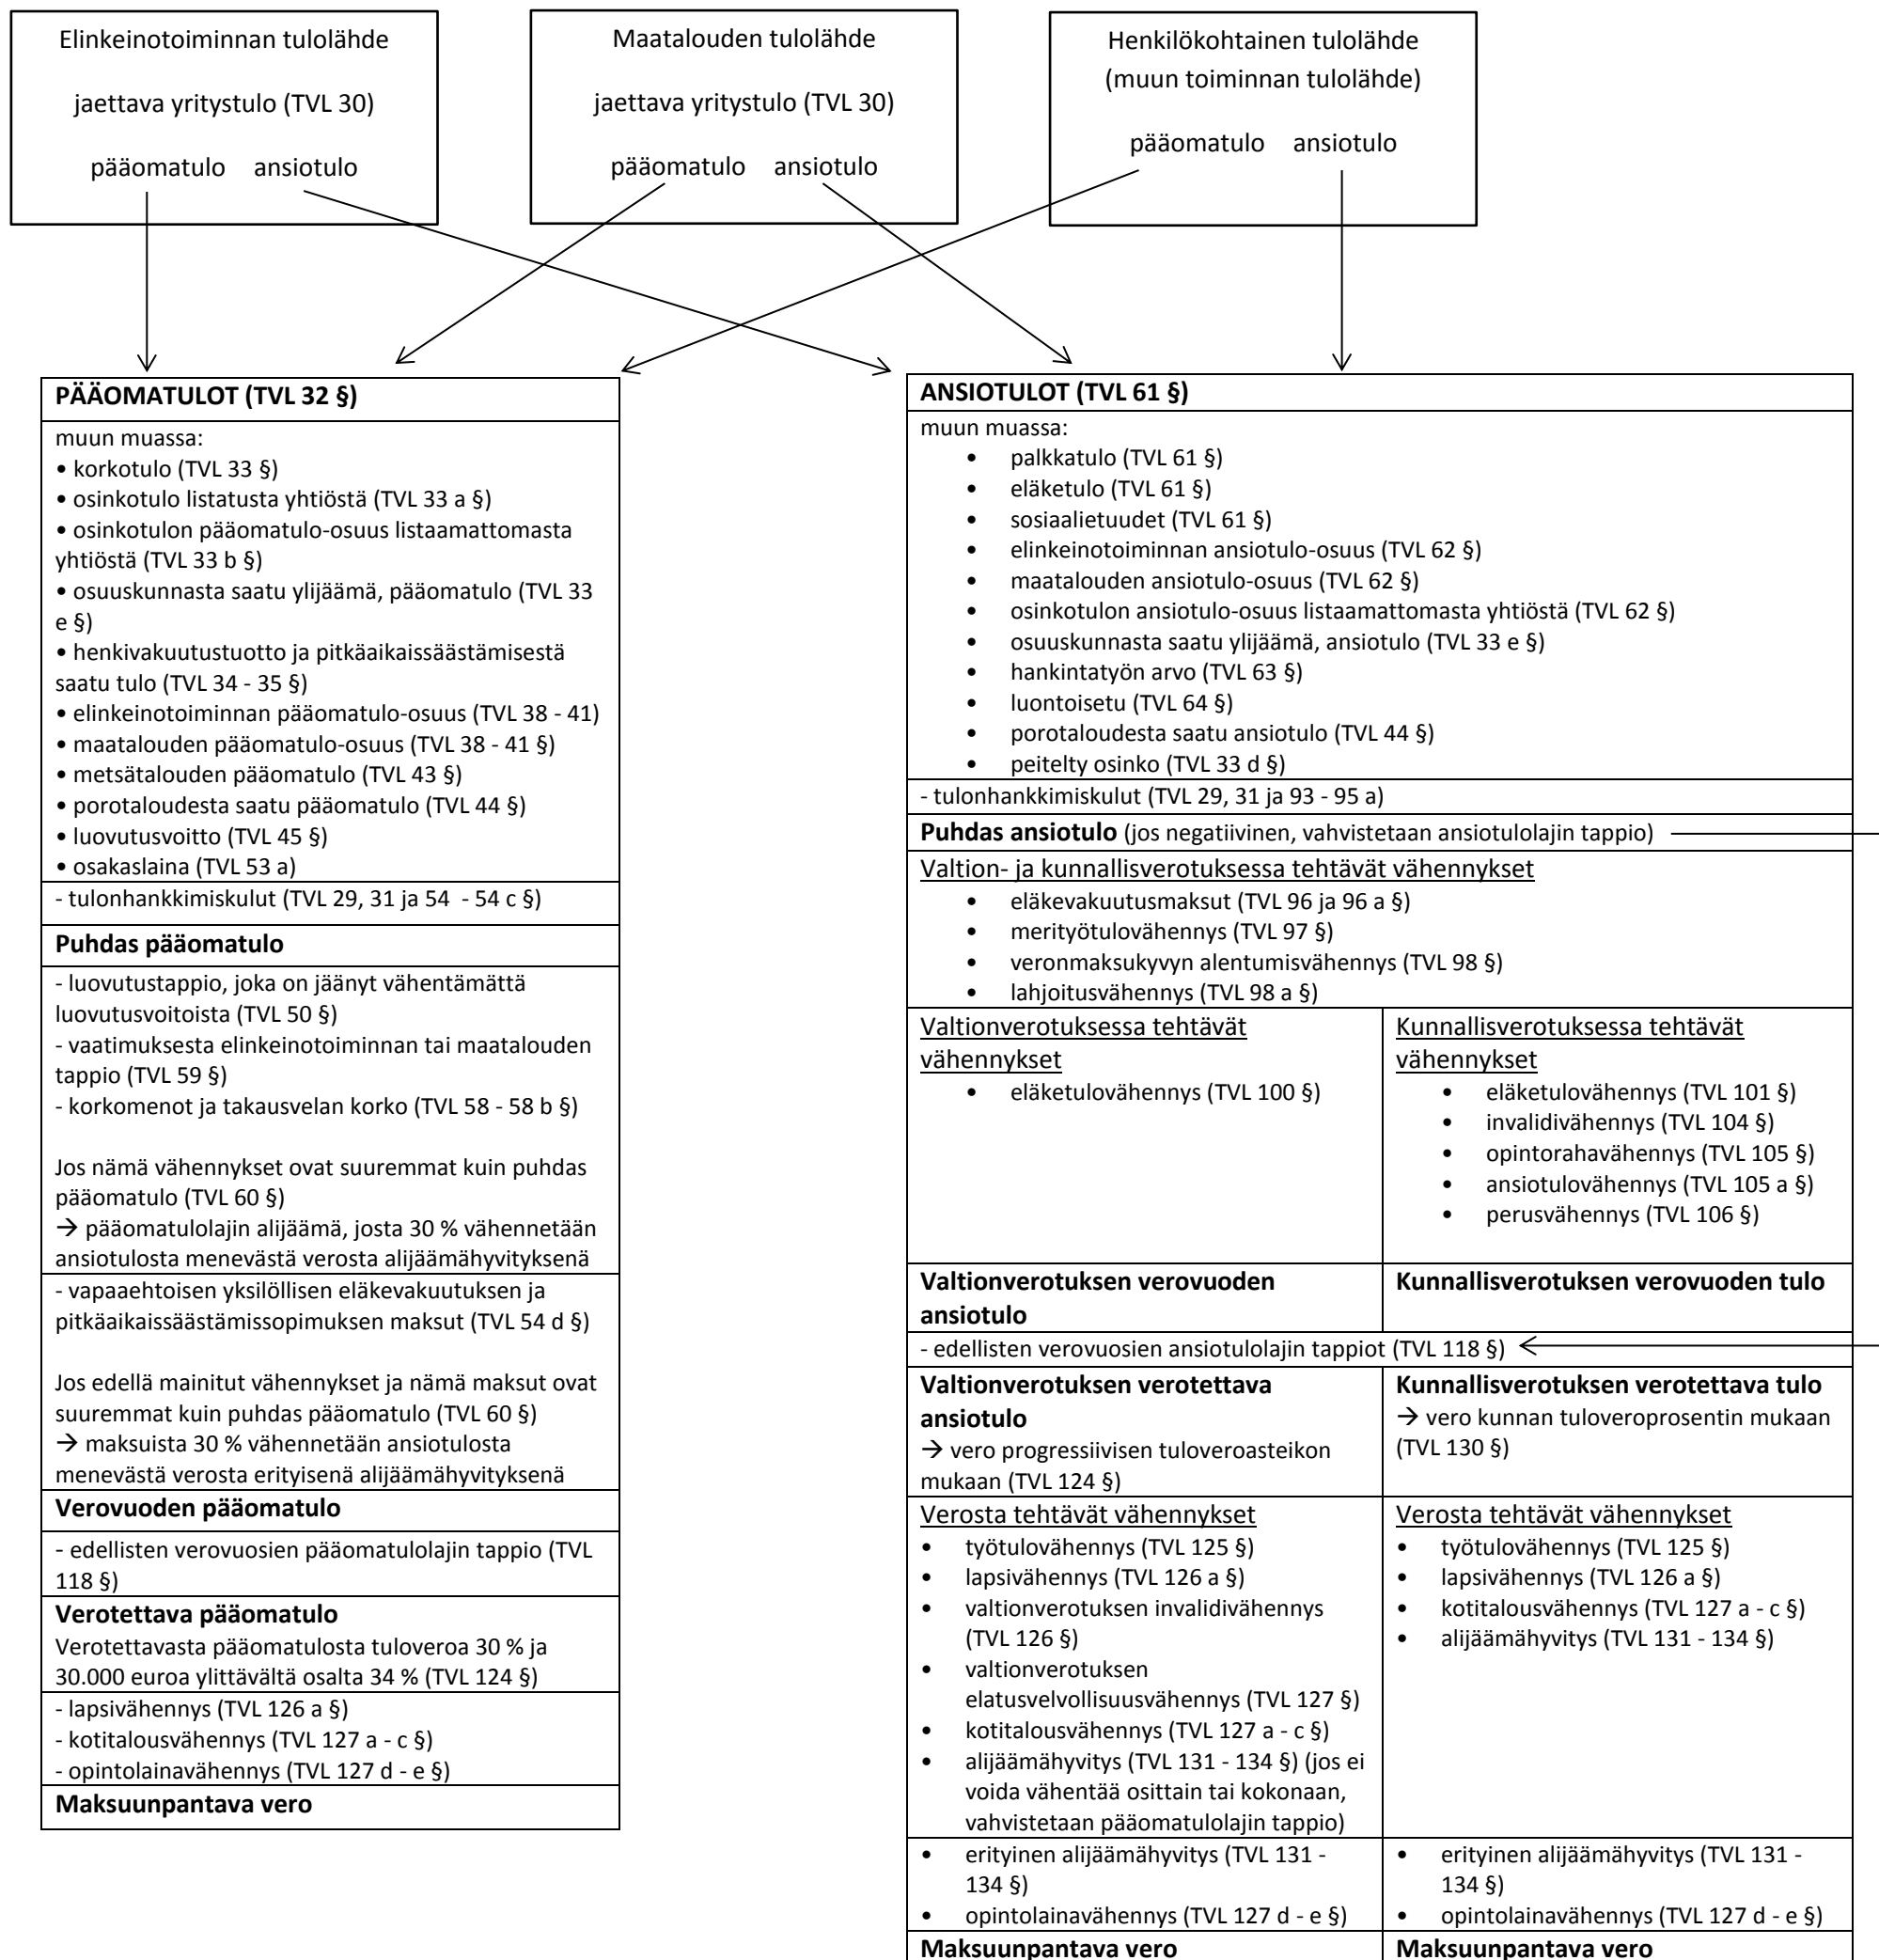 Elinkeinotoiminnan tulolähde
jaettava yritystulo (TVL 30)
pääomatulo ansiotulo
Maatalouden tulolähde
jaettava yritystulo (TVL 30)
pääomatulo ansiotulo
Henkilökohtainen tulolähde
(muun toiminnan tulolähde)
pääomatulo ansiotulo
PÄÄOMATULOT (TVL 32 §)
muun muassa:
• korkotulo (TVL 33 §)
• osinkotulo listatusta yhtiöstä (TVL 33 a §)
• osinkotulon pääomatulo-osuus listaamattomasta
yhtiöstä (TVL 33 b §)
• osuuskunnasta saatu ylijäämä, pääomatulo (TVL 33
e §)
• henkivakuutustuotto ja pitkäaikaissäästämisestä
saatu tulo (TVL 34 - 35 §)
• elinkeinotoiminnan pääomatulo-osuus (TVL 38 - 41)
• maatalouden pääomatulo-osuus (TVL 38 - 41 §)
• metsätalouden pääomatulo (TVL 43 §)
• porotaloudesta saatu pääomatulo (TVL 44 §)
• luovutusvoitto (TVL 45 §)
• osakaslaina (TVL 53 a)
- tulonhankkimiskulut (TVL 29, 31 ja 54 - 54 c §)
Puhdas pääomatulo
- luovutustappio, joka on jäänyt vähentämättä
luovutusvoitoista (TVL 50 §)
- vaatimuksesta elinkeinotoiminnan tai maatalouden
tappio (TVL 59 §)
- korkomenot ja takausvelan korko (TVL 58 - 58 b §)
Jos nämä vähennykset ovat suuremmat kuin puhdas
pääomatulo (TVL 60 §)
→ pääomatulolajin alijäämä, josta 30 % vähennetään
ansiotulosta menevästä verosta alijäämähyvityksenä
- vapaaehtoisen yksilöllisen eläkevakuutuksen ja
pitkäaikaissäästämissopimuksen maksut (TVL 54 d §)
Jos edellä mainitut vähennykset ja nämä maksut ovat
suuremmat kuin puhdas pääomatulo (TVL 60 §)
→ maksuista 30 % vähennetään ansiotulosta
menevästä verosta erityisenä alijäämähyvityksenä
Verovuoden pääomatulo
- edellisten verovuosien pääomatulolajin tappio (TVL
118 §)
Verotettava pääomatulo
Verotettavasta pääomatulosta tuloveroa 30 % ja
30.000 euroa ylittävältä osalta 34 % (TVL 124 §)
- lapsivähennys (TVL 126 a §)
- kotitalousvähennys (TVL 127 a - c §)
- opintolainavähennys (TVL 127 d - e §)
Maksuunpantava vero
ANSIOTULOT (TVL 61 §)
muun muassa:
• palkkatulo (TVL 61 §)
• eläketulo (TVL 61 §)
• sosiaalietuudet (TVL 61 §)
• elinkeinotoiminnan ansiotulo-osuus (TVL 62 §)
• maatalouden ansiotulo-osuus (TVL 62 §)
• osinkotulon ansiotulo-osuus listaamattomasta yhtiöstä (TVL 62 §)
• osuuskunnasta saatu ylijäämä, ansiotulo (TVL 33 e §)
• hankintatyön arvo (TVL 63 §)
• luontoisetu (TVL 64 §)
• porotaloudesta saatu ansiotulo (TVL 44 §)
• peitelty osinko (TVL 33 d §)
- tulonhankkimiskulut (TVL 29, 31 ja 93 - 95 a)
Puhdas ansiotulo (jos negatiivinen, vahvistetaan ansiotulolajin tappio)
Valtion- ja kunnallisverotuksessa tehtävät vähennykset
• eläkevakuutusmaksut (TVL 96 ja 96 a §)
• merityötulovähennys (TVL 97 §)
• veronmaksukyvyn alentumisvähennys (TVL 98 §)
• lahjoitusvähennys (TVL 98 a §)
Valtionverotuksessa tehtävät
vähennykset
• eläketulovähennys (TVL 100 §)
Kunnallisverotuksessa tehtävät
vähennykset
• eläketulovähennys (TVL 101 §)
• invalidivähennys (TVL 104 §)
• opintorahavähennys (TVL 105 §)
• ansiotulovähennys (TVL 105 a §)
• perusvähennys (TVL 106 §)
Valtionverotuksen verovuoden
ansiotulo
Kunnallisverotuksen verovuoden tulo
- edellisten verovuosien ansiotulolajin tappiot (TVL 118 §)
Valtionverotuksen verotettava
ansiotulo
→ vero progressiivisen tuloveroasteikon
mukaan (TVL 124 §)
Kunnallisverotuksen verotettava tulo
→ vero kunnan tuloveroprosentin mukaan
(TVL 130 §)
Verosta tehtävät vähennykset
• työtulovähennys (TVL 125 §)
• lapsivähennys (TVL 126 a §)
• valtionverotuksen invalidivähennys
(TVL 126 §)
• valtionverotuksen
elatusvelvollisuusvähennys (TVL 127 §)
• kotitalousvähennys (TVL 127 a - c §)
• alijäämähyvitys (TVL 131 - 134 §) (jos ei
voida vähentää osittain tai kokonaan,
vahvistetaan pääomatulolajin tappio)
Verosta tehtävät vähennykset
• työtulovähennys (TVL 125 §)
• lapsivähennys (TVL 126 a §)
• kotitalousvähennys (TVL 127 a - c §)
• alijäämähyvitys (TVL 131 - 134 §)
• erityinen alijäämähyvitys (TVL 131 -
134 §)
• opintolainavähennys (TVL 127 d - e §)
• erityinen alijäämähyvitys (TVL 131 -
134 §)
• opintolainavähennys (TVL 127 d - e §)
Maksuunpantava vero
Maksuunpantava vero